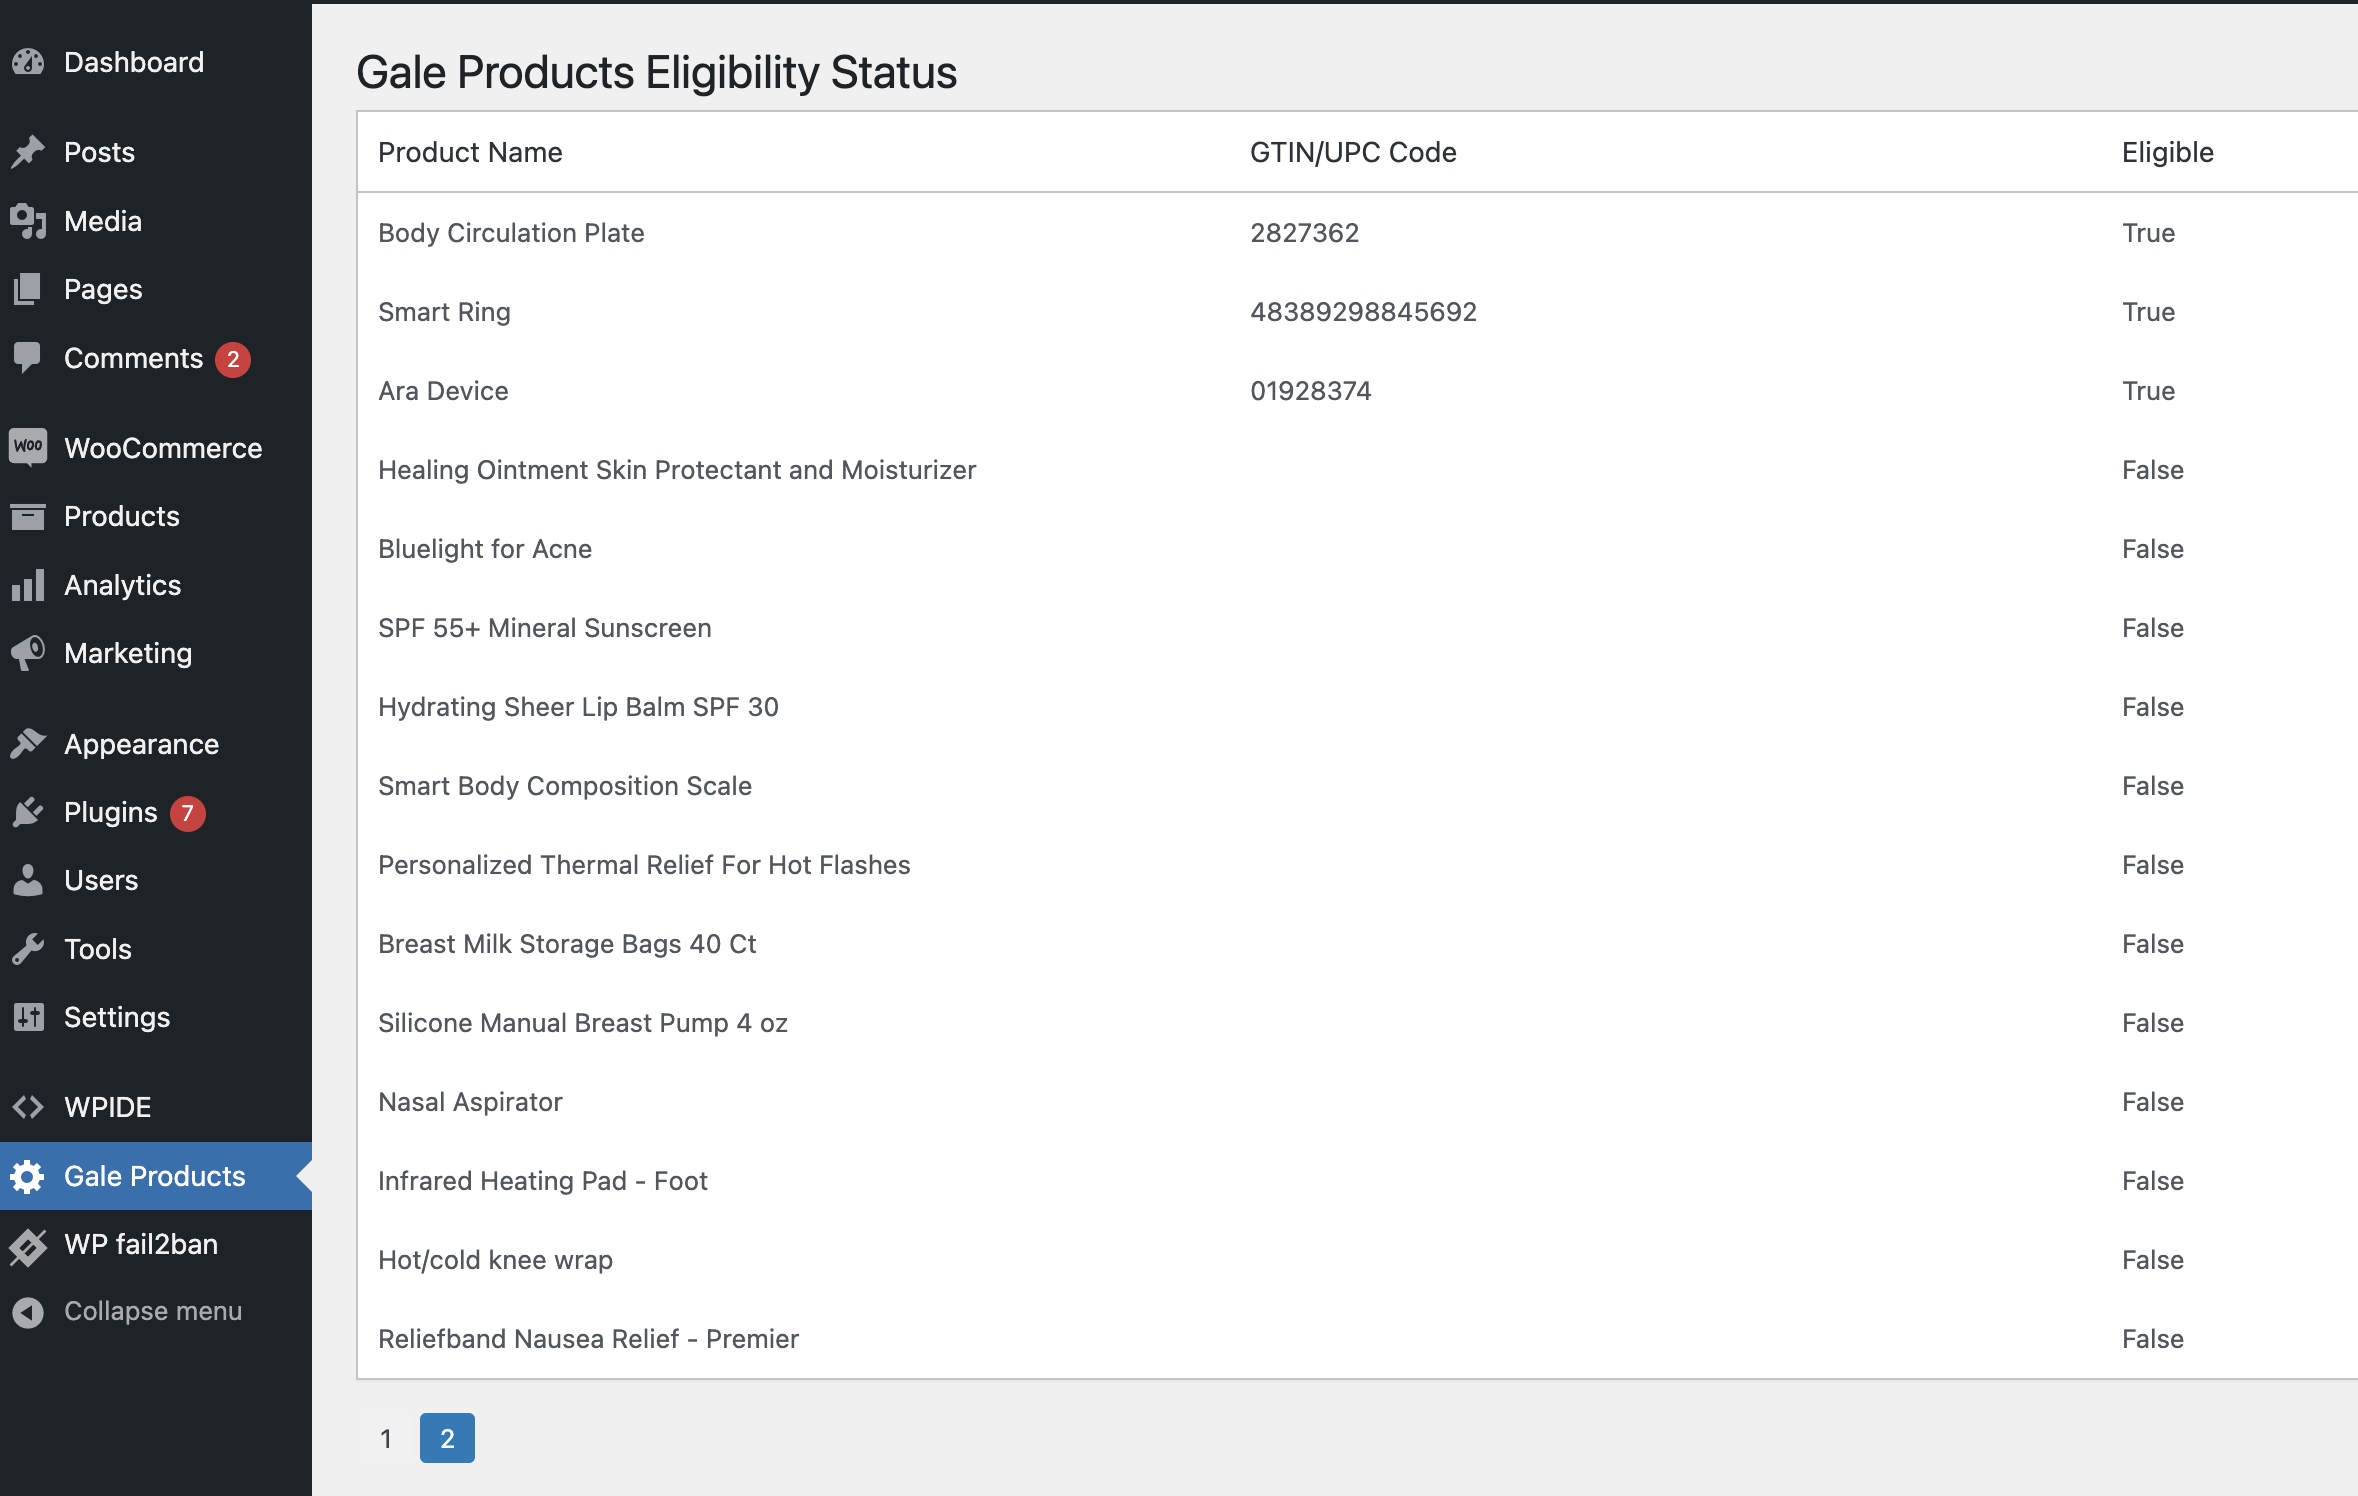 Dashboard
Posts
Media
Pages
Comments 2
Woo WooCommerce
Products
Analytics
Marketing
Appearance
Plugins 7
Users
Tools
Settings
WPIDE
Gale Products
WP fail2ban
Collapse menu
Gale Products Eligibility Status
Product Name GTIN/UPC Code Eligible
Body Circulation Plate 2827362 True
Smart Ring 48389298845692 True
Ara Device 01928374 True
Healing Ointment Skin Protectant and Moisturizer False
Bluelight for Acne False
SPF 55+ Mineral Sunscreen False
Hydrating Sheer Lip Balm SPF 30 False
Smart Body Composition Scale False
Personalized Thermal Relief For Hot Flashes False
Breast Milk Storage Bags 40 Ct False
Silicone Manual Breast Pump 4 oz False
Nasal Aspirator False
Infrared Heating Pad - Foot False
Hot/cold knee wrap False
Reliefband Nausea Relief - Premier False
1 2